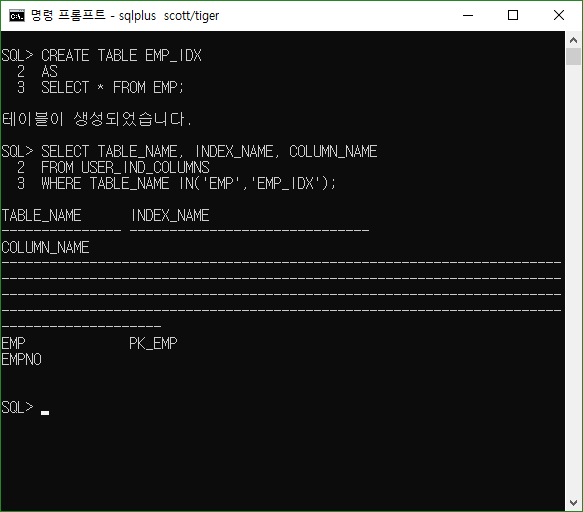 명령 프롬프트 - sqlplus scott/tiger
SQL> CREATE TABLE EMP_IDX
2 AS
3 SELECT * FROM EMP;
테이블이 생성되었습니다.
SQL> SELECT TABLE_NAME, INDEX_NAME, COLUMN_NAME
2 FROM USER_IND_COLUMNS
3 WHERE TABLE_NAME IN('EMP','EMP_IDX');
TABLE_NAME INDEX_NAME
--------------- ------------------------------
COLUMN_NAME
----------------------------------------------------------------------
----------------------------------------------------------------------
----------------------------------------------------------------------
----------------------------------------------------------------------
--------------------
EMP PK_EMP
EMPNO
SQL>